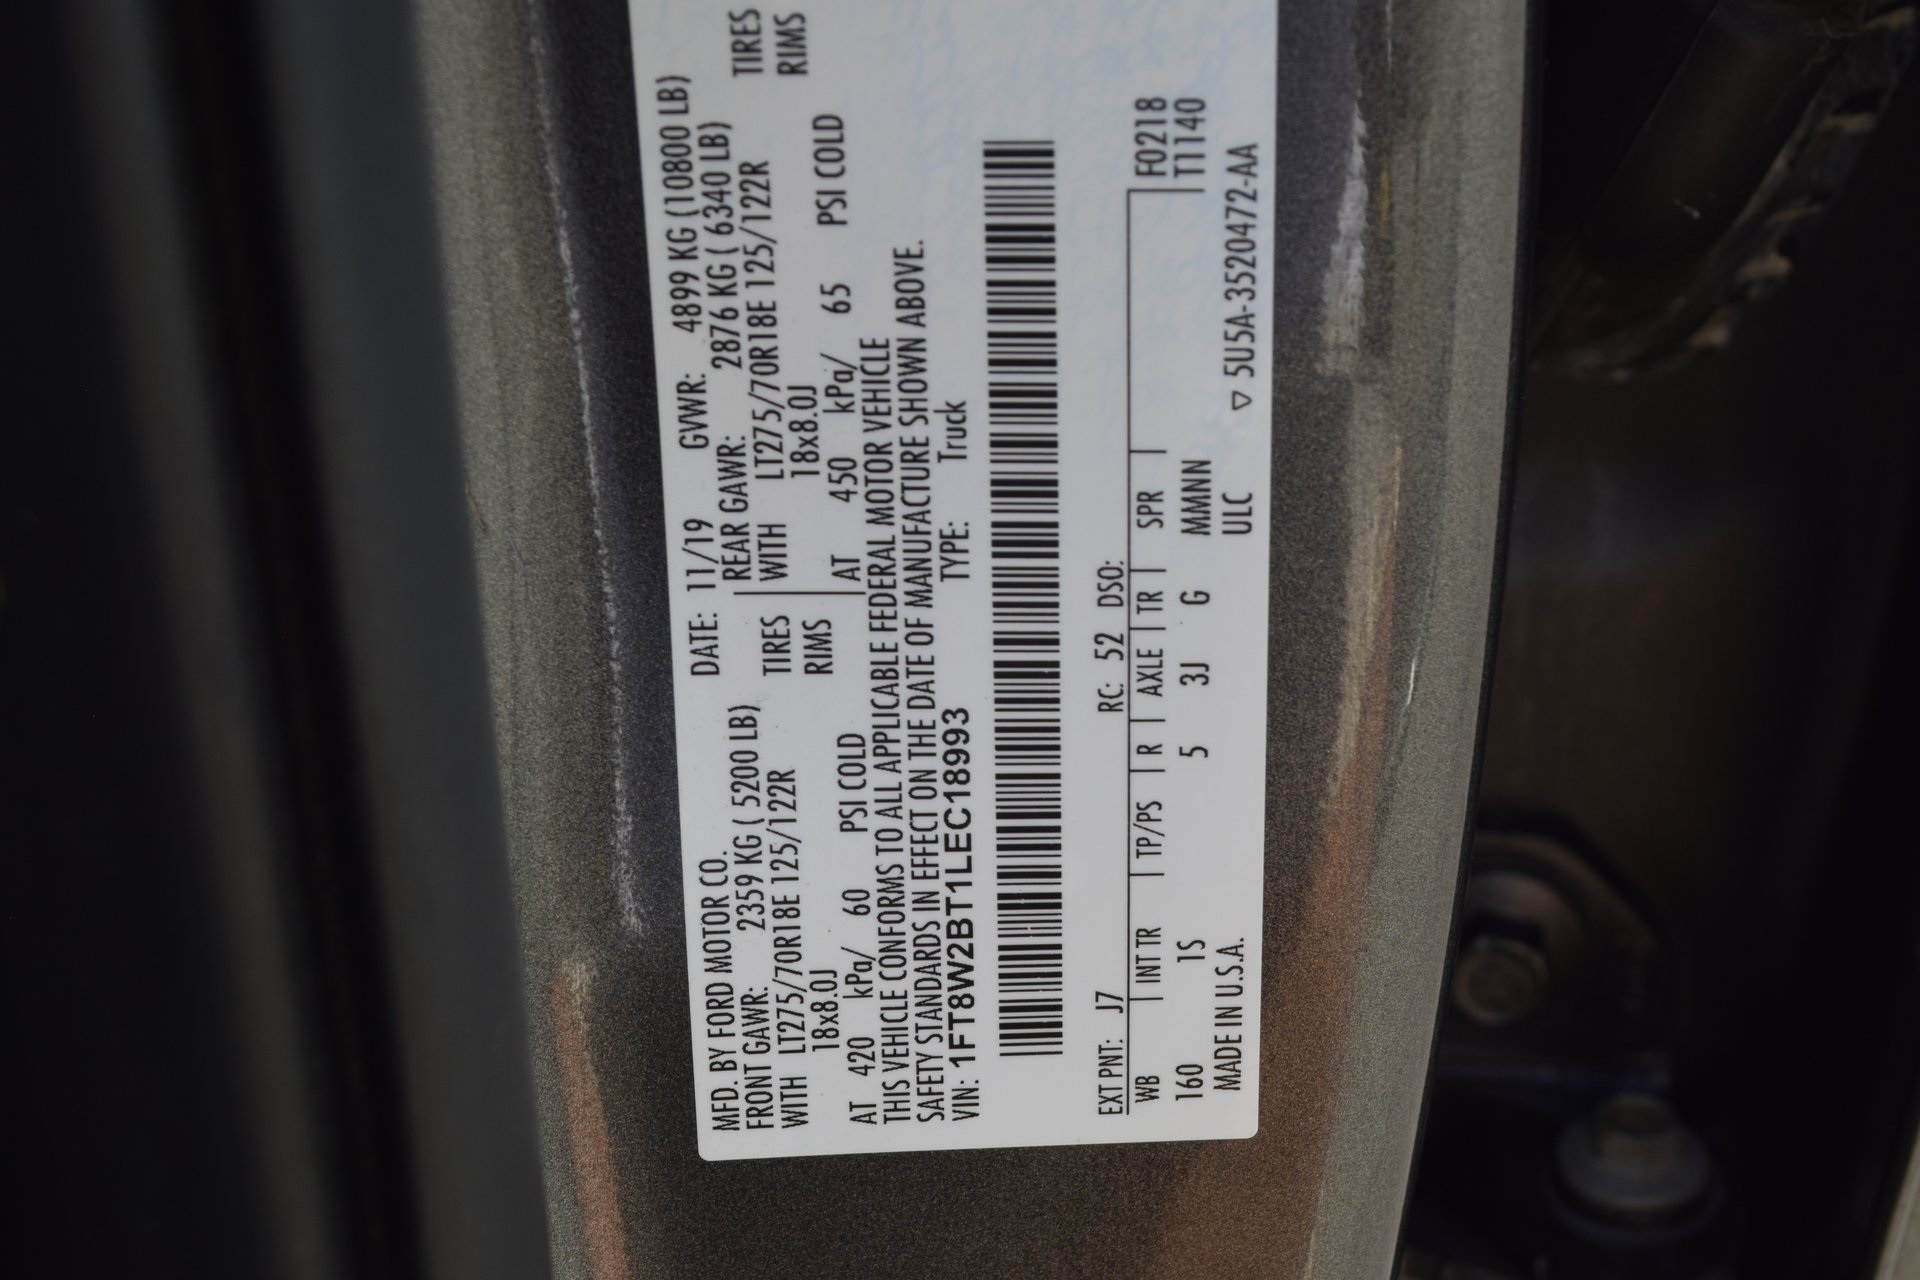 MFD. BY FORD MOTOR CO.
DATE: 11/19 GVWR: 4899 KG (10800 LB)
FRONT GAWR: 2359 KG ( 5200 LB) REAR GAWR: 2876 KG ( 6340 LB)
WITH LT275/70R18E 125/122R TIRES WITH LT275/70R18E 125/122R TIRES
18x8.0J RIMS 18x8.0J RIMS
AT 420 kPa/ 60 PSI COLD AT 450 kPa/ 65 PSI COLD
THIS VEHICLE CONFORMS TO ALL APPLICABLE FEDERAL MOTOR VEHICLE
SAFETY STANDARDS IN EFFECT ON THE DATE OF MANUFACTURE SHOWN ABOVE.
VIN: 1FT8W2BT1LEC18993 TYPE: Truck
EXT PNT: J7 RC: 52 DSO:
WB | INT TR | TP/PS | R | AXLE | TR | SPR | F0218
160 1S 5 3J G MMNN T1140
MADE IN U.S.A. ULC ▽ 5U5A-3520472-AA